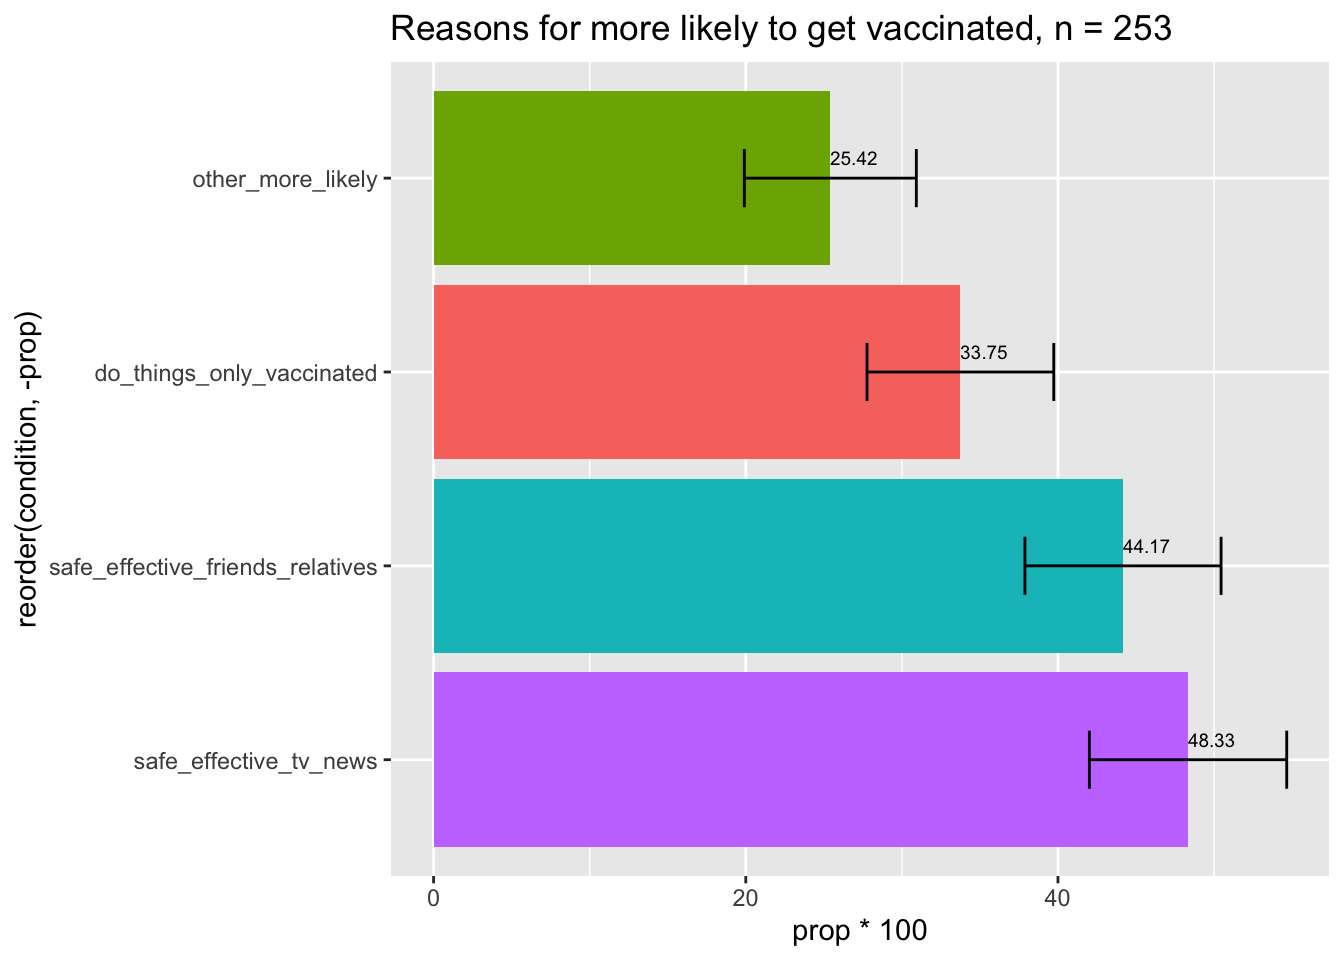 Reasons for more likely to get vaccinated, n = 253
reorder(condition, -prop)
other_more_likely
25.42
do_things_only_vaccinated
33.75
safe_effective_friends_relatives
44.17
safe_effective_tv_news
48.33
0 20 40
prop * 100